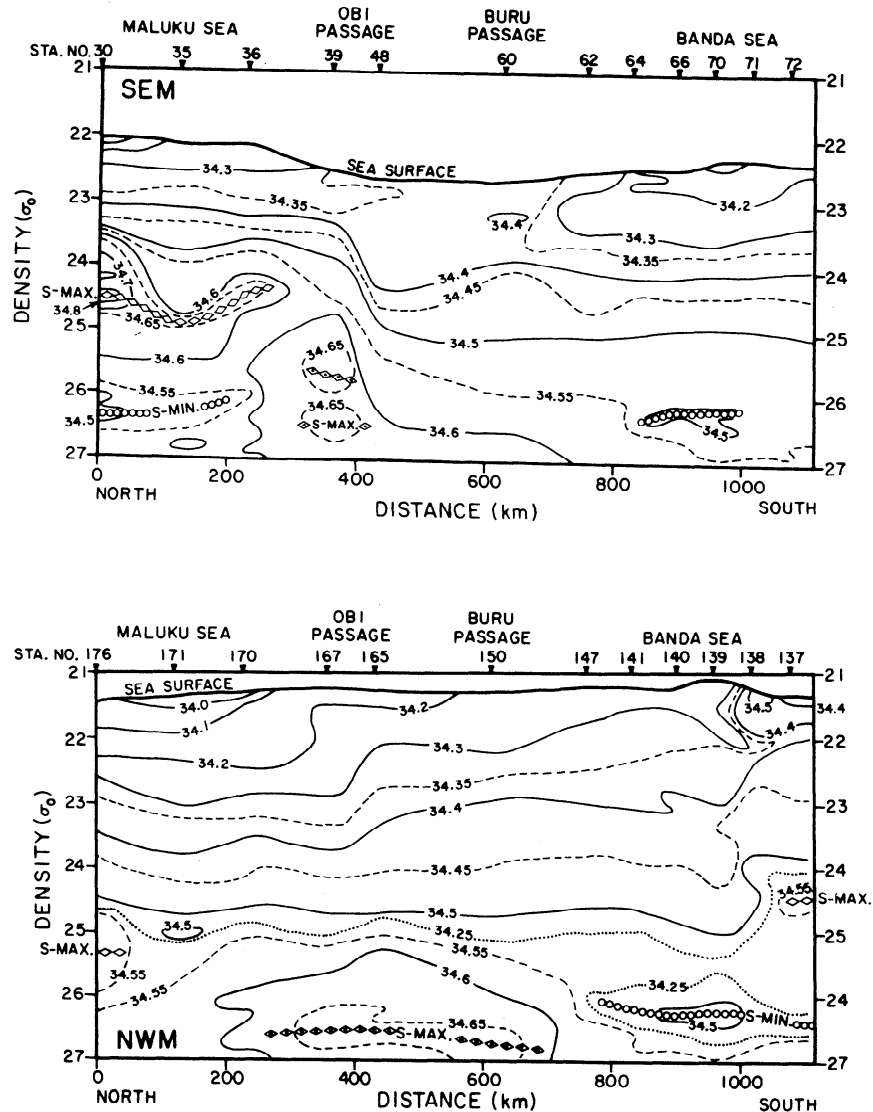 MALUKU SEA OBI PASSAGE BURU PASSAGE BANDA SEA
STA. NO. 30 35 36 39 48 60 62 64 66 70 71 72
21 21
SEM
22 22
SEA SURFACE
34.3
23 23
34.35
34.4
34.2
34.3
34.35
24 24
34.7
34.6
34.4
34.45
S-MAX.
34.8
34.65
25 25
34.5
34.6
34.65
34.55
34.55
26 26
S-MIN.
34.65
34.5
S-MAX.
34.6
34.5
27 27
DENSITY (σ₀)
0 200 400 600 800 1000
NORTH SOUTH
DISTANCE (km)
MALUKU SEA OBI PASSAGE BURU PASSAGE BANDA SEA
STA. NO. 176 171 170 167 165 150 147 141 140 139 138 137
21 21
SEA SURFACE
34.0
34.2
34.5
34.4
34.1
34.4
22 22
34.2
34.3
34.35
23 23
34.4
24 24
34.45
34.55
S-MAX.
34.5
34.5
34.25
25 25
S-MAX.
34.55
34.55
34.6
34.55
34.25
26 24
S-MIN.
34.65
S-MAX.
34.5
NWM
27 27
DENSITY (σ₀)
0 200 400 600 800 1000
NORTH SOUTH
DISTANCE (km)